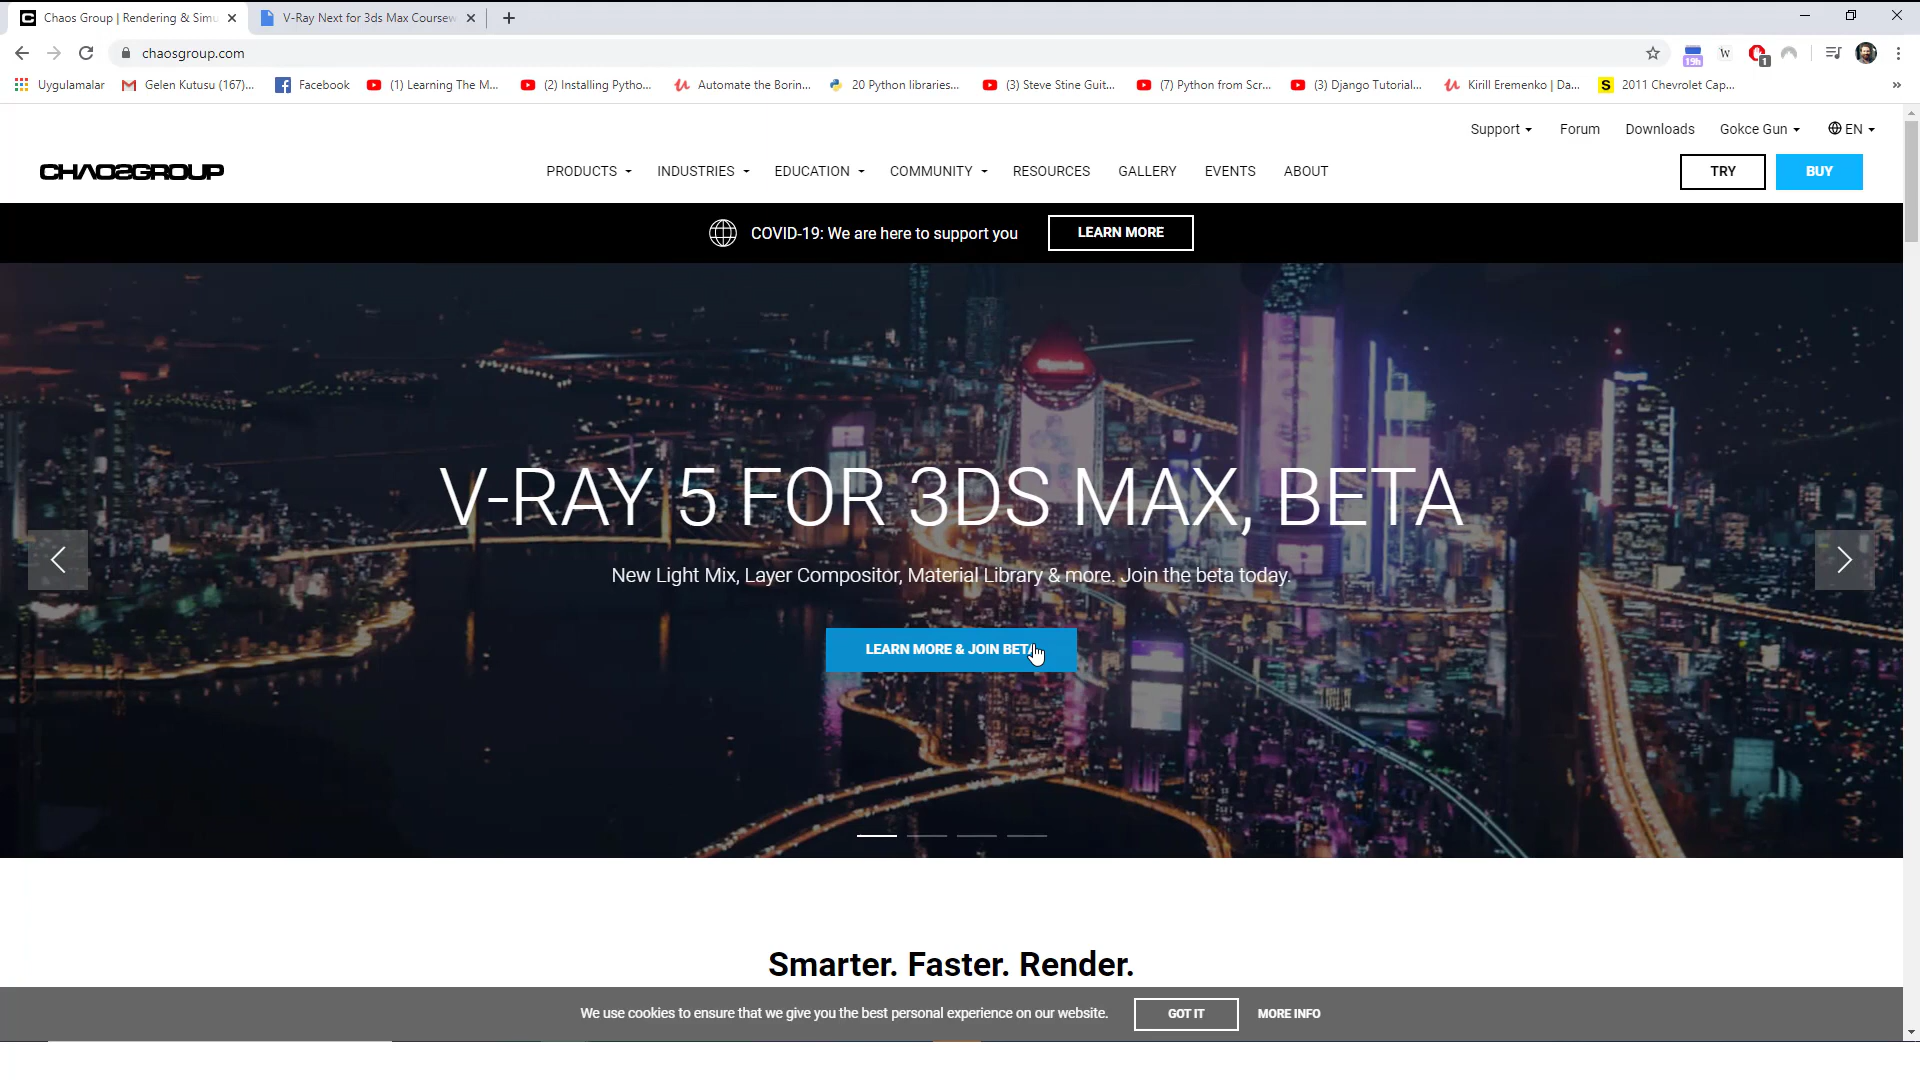 Chaos Group | Rendering & Simu
V-Ray Next for 3ds Max Coursew
chaosgroup.com
19h
W
1
Uygulamalar
Gelen Kutusu (167)...
Facebook
(1) Learning The M...
(2) Installing Pytho...
Automate the Borin...
20 Python libraries...
(3) Steve Stine Guit...
(7) Python from Scr...
(3) Django Tutorial...
Kirill Eremenko | Da...
S
2011 Chevrolet Cap...
Support
Forum
Downloads
Gokce Gun
EN
CHAOSGROUP
PRODUCTS
INDUSTRIES
EDUCATION
COMMUNITY
RESOURCES
GALLERY
EVENTS
ABOUT
TRY
BUY
COVID-19: We are here to support you
LEARN MORE
V-RAY 5 FOR 3DS MAX, BETA
New Light Mix, Layer Compositor, Material Library & more. Join the beta today.
LEARN MORE & JOIN BETA
Smarter. Faster. Render.
We use cookies to ensure that we give you the best personal experience on our website.
GOT IT
MORE INFO